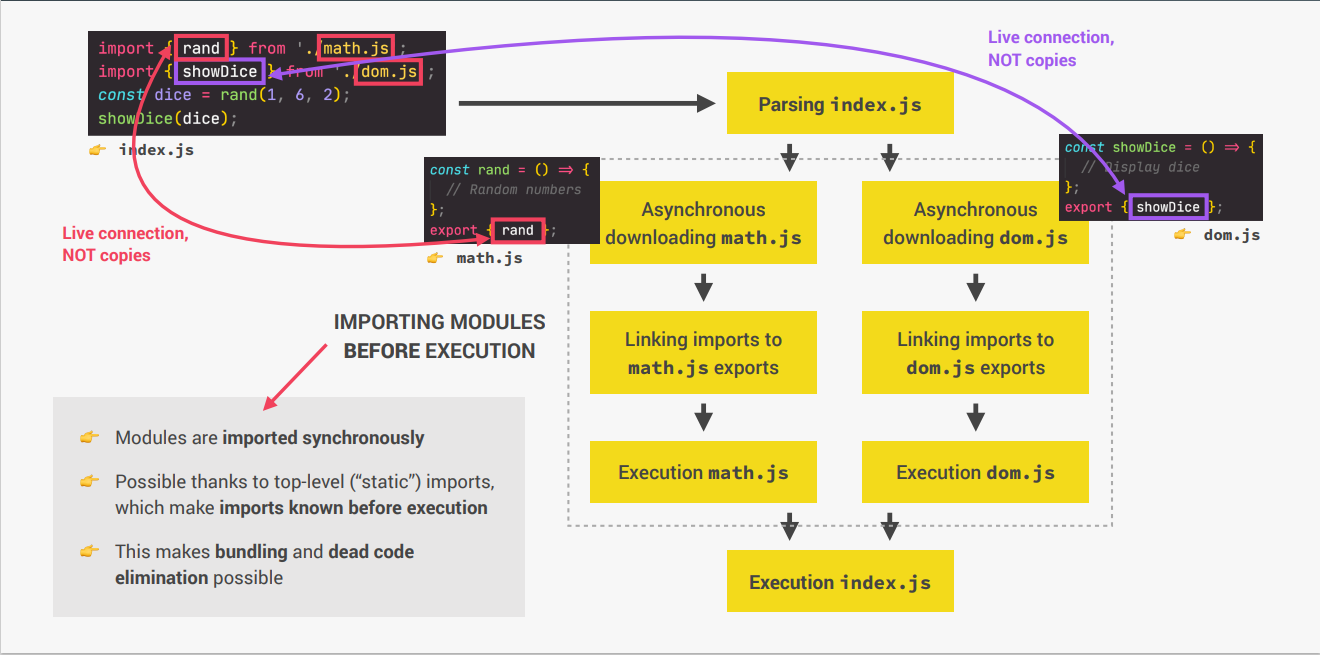 import { rand } from './math.js ;
import { showDice } from './dom.js ;
const dice = rand(1, 6, 2);
showDice(dice);
👉 index.js
Live connection,
NOT copies
Live connection,
NOT copies
Parsing index.js
const rand = () => {
// Random numbers
};
export { rand };
👉 math.js
const showDice = () => {
// Display dice
};
export { showDice };
👉 dom.js
Asynchronous
downloading math.js
Asynchronous
downloading dom.js
Linking imports to
math.js exports
Linking imports to
dom.js exports
Execution math.js
Execution dom.js
Execution index.js
IMPORTING MODULES
BEFORE EXECUTION
👉 Modules are imported synchronously
👉 Possible thanks to top-level (“static”) imports,
which make imports known before execution
👉 This makes bundling and dead code
elimination possible